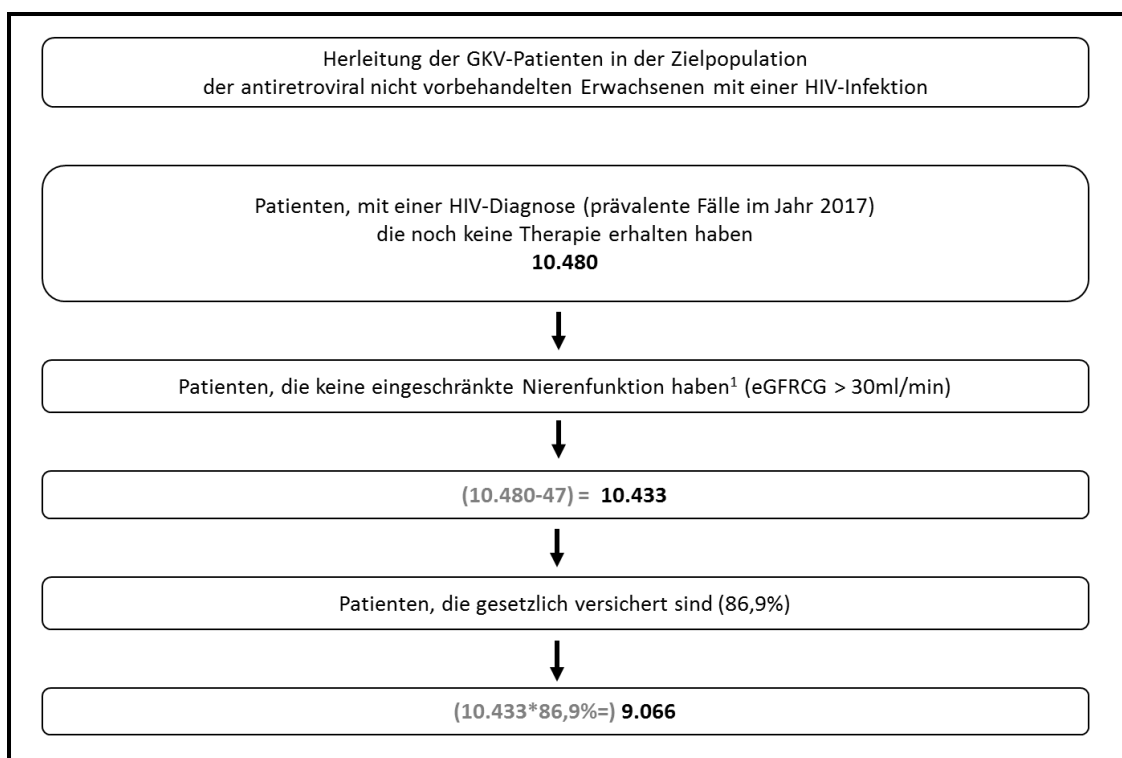 Herleitung der GKV-Patienten in der Zielpopulation
der antiretroviral nicht vorbehandelten Erwachsenen mit einer HIV-Infektion
Patienten, mit einer HIV-Diagnose (prävalente Fälle im Jahr 2017)
die noch keine Therapie erhalten haben
10.480
Patienten, die keine eingeschränkte Nierenfunktion haben¹ (eGFRCG > 30ml/min)
(10.480-47) = 10.433
Patienten, die gesetzlich versichert sind (86,9%)
(10.433*86,9%=) 9.066